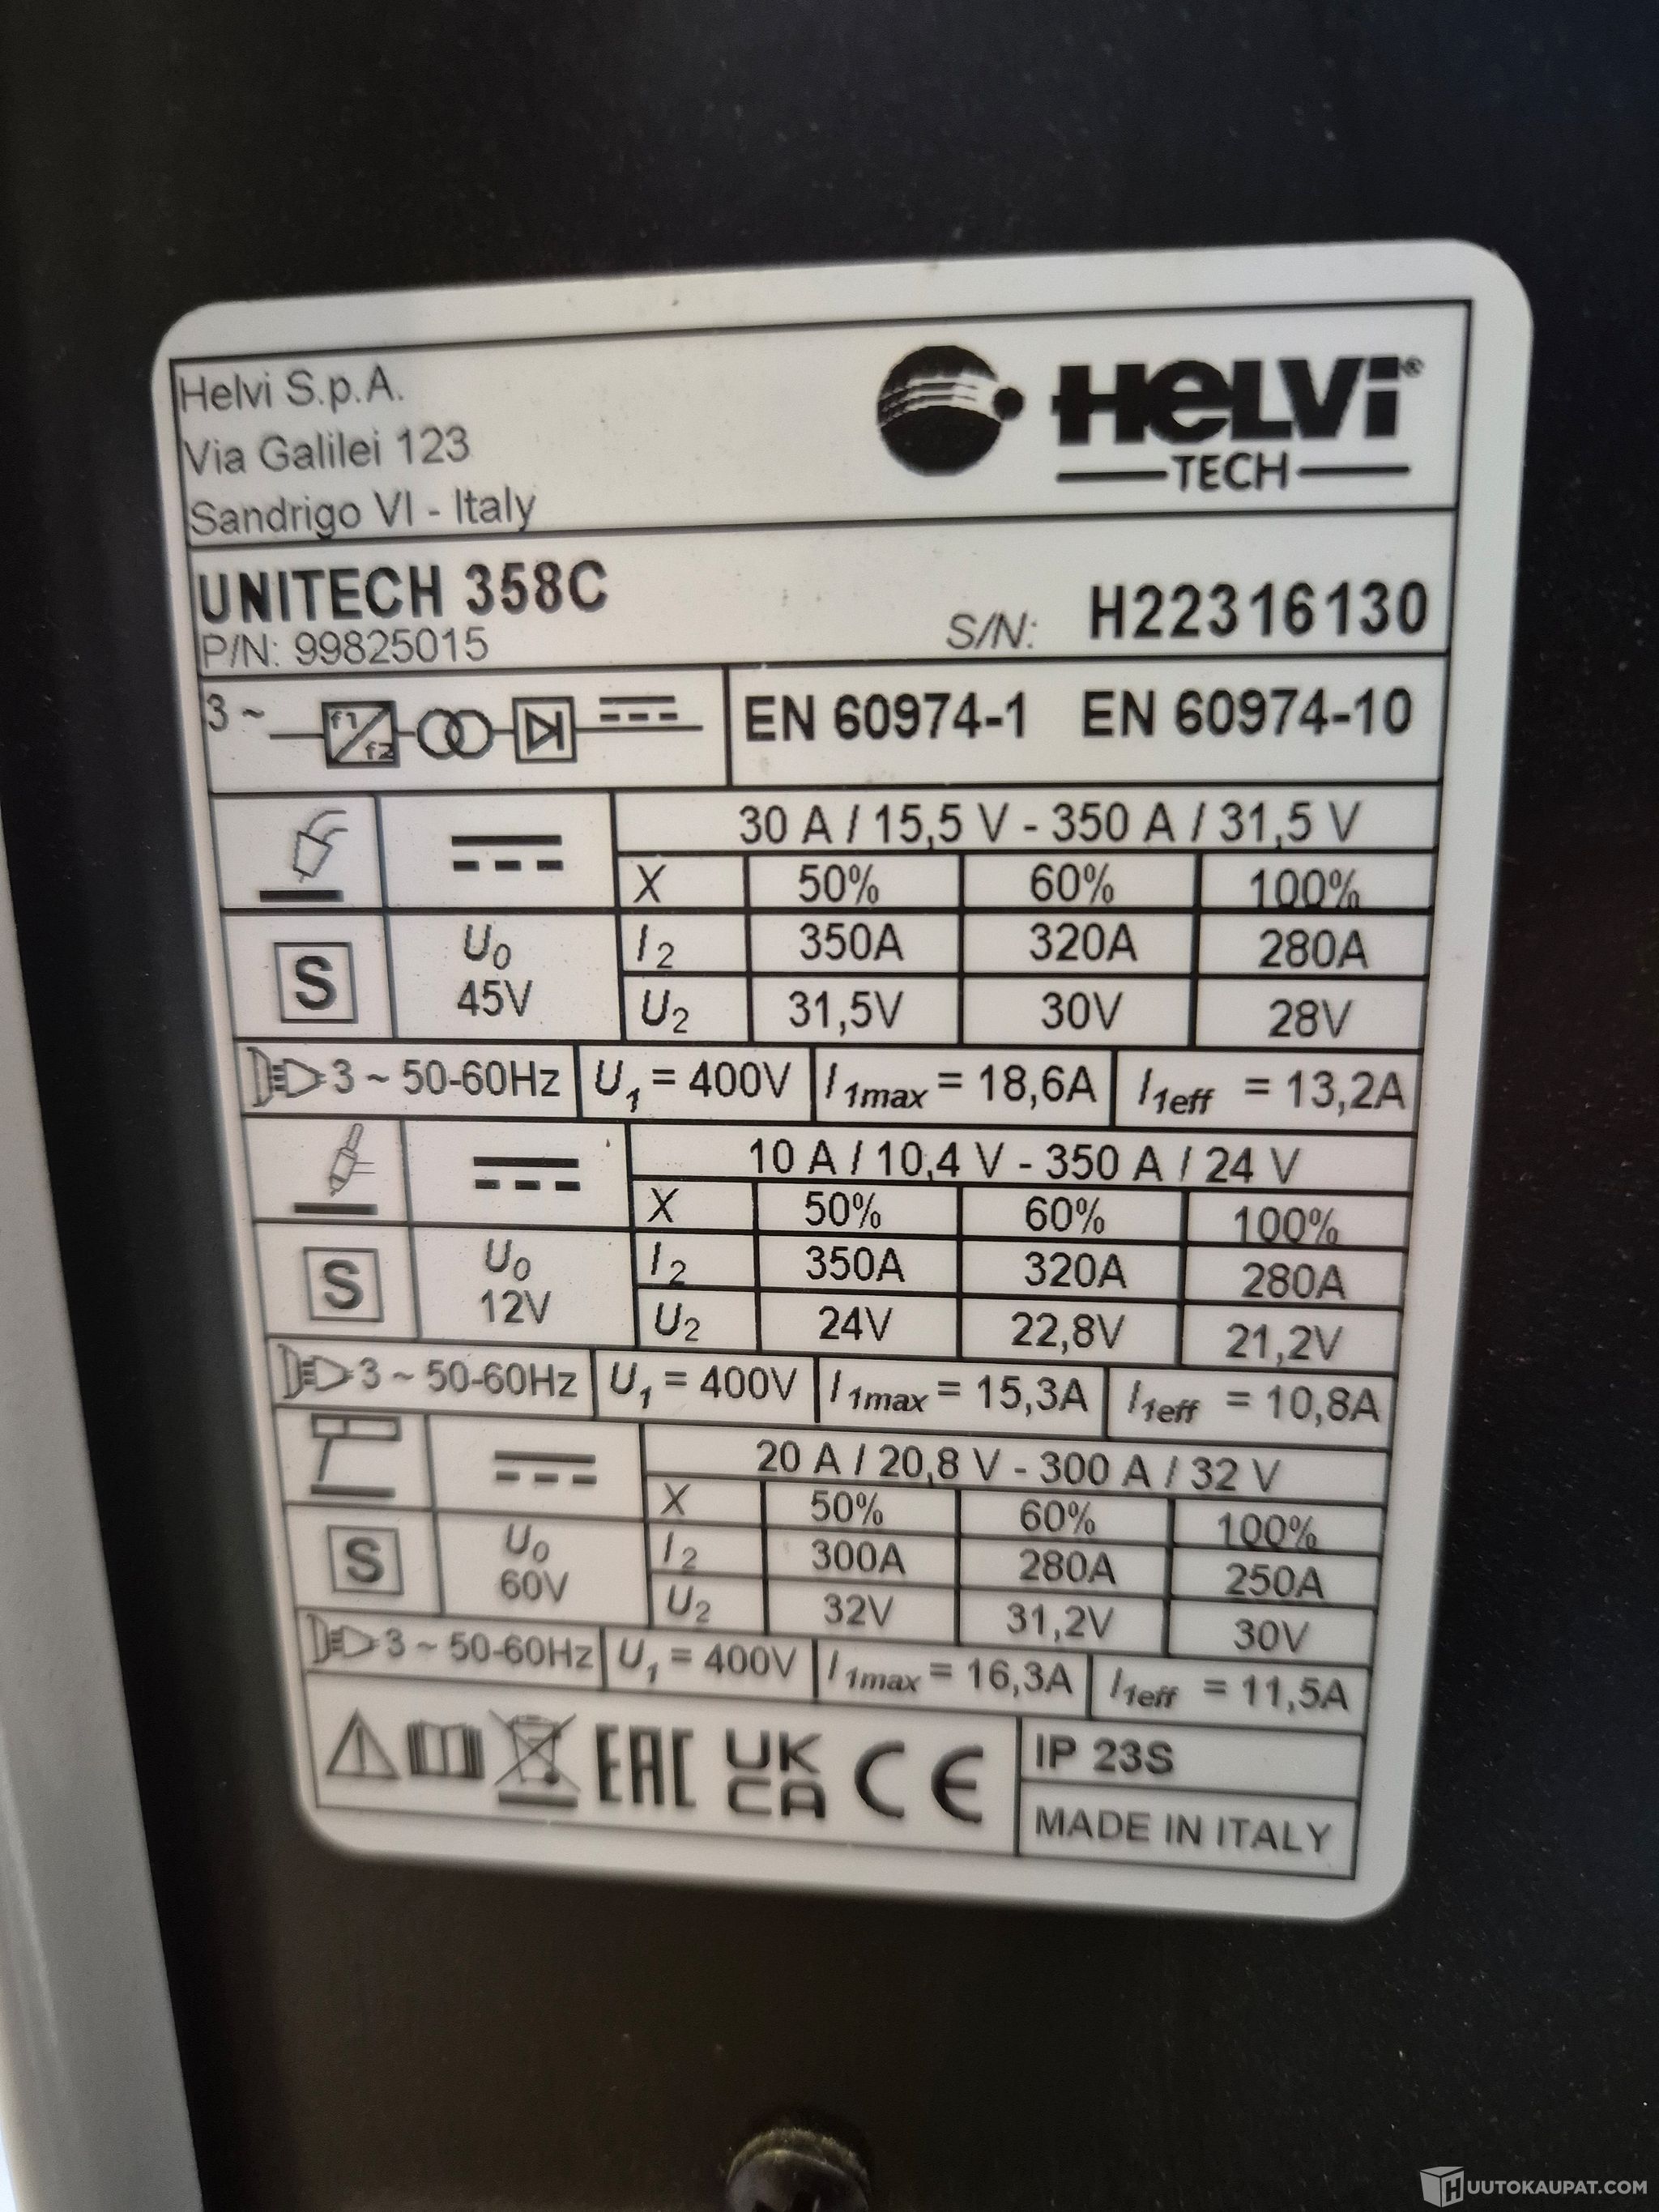 Helvi S.p.A.
Via Galilei 123
Sandrigo VI - Italy
HELVi®
TECH
UNITECH 358C
P/N: 99825015
S/N: H22316130
3 ~ f1 f2
EN 60974-1 EN 60974-10
30 A / 15,5 V - 350 A / 31,5 V
X 50% 60% 100%
S U0 45V
I2 350A 320A 280A
U2 31,5V 30V 28V
3 ~ 50-60Hz U1 = 400V I1max = 18,6A I1eff = 13,2A
10 A / 10,4 V - 350 A / 24 V
X 50% 60% 100%
S U0 12V
I2 350A 320A 280A
U2 24V 22,8V 21,2V
3 ~ 50-60Hz U1 = 400V I1max = 15,3A I1eff = 10,8A
20 A / 20,8 V - 300 A / 32 V
X 50% 60% 100%
S U0 60V
I2 300A 280A 250A
U2 32V 31,2V 30V
3 ~ 50-60Hz U1 = 400V I1max = 16,3A I1eff = 11,5A
EAC UK CA CE
IP 23S
MADE IN ITALY
HUUTOKAUPAT.COM